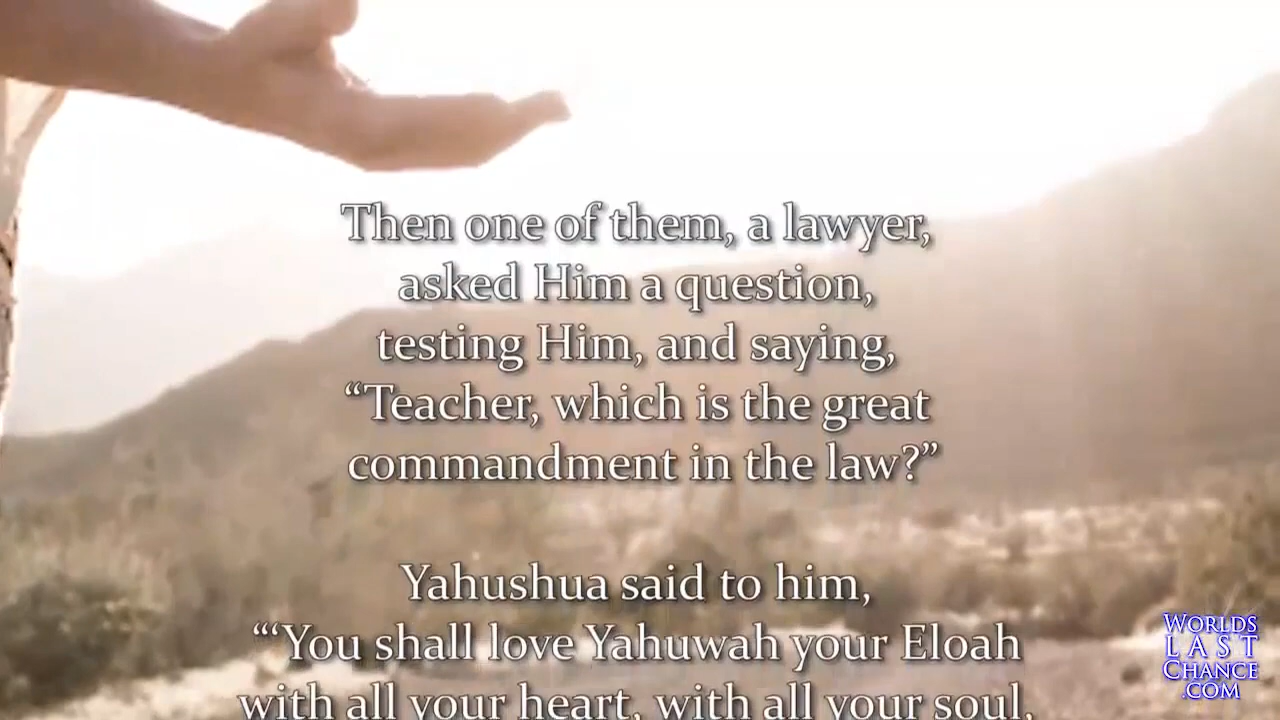 Then one of them, a lawyer,
asked Him a question,
testing Him, and saying,
“Teacher, which is the great
commandment in the law?”
Yahushua said to him,
“‘You shall love Yahuwah your Eloah
with all your heart, with all your soul,
WORLDS
LAST
CHANCE
.COM